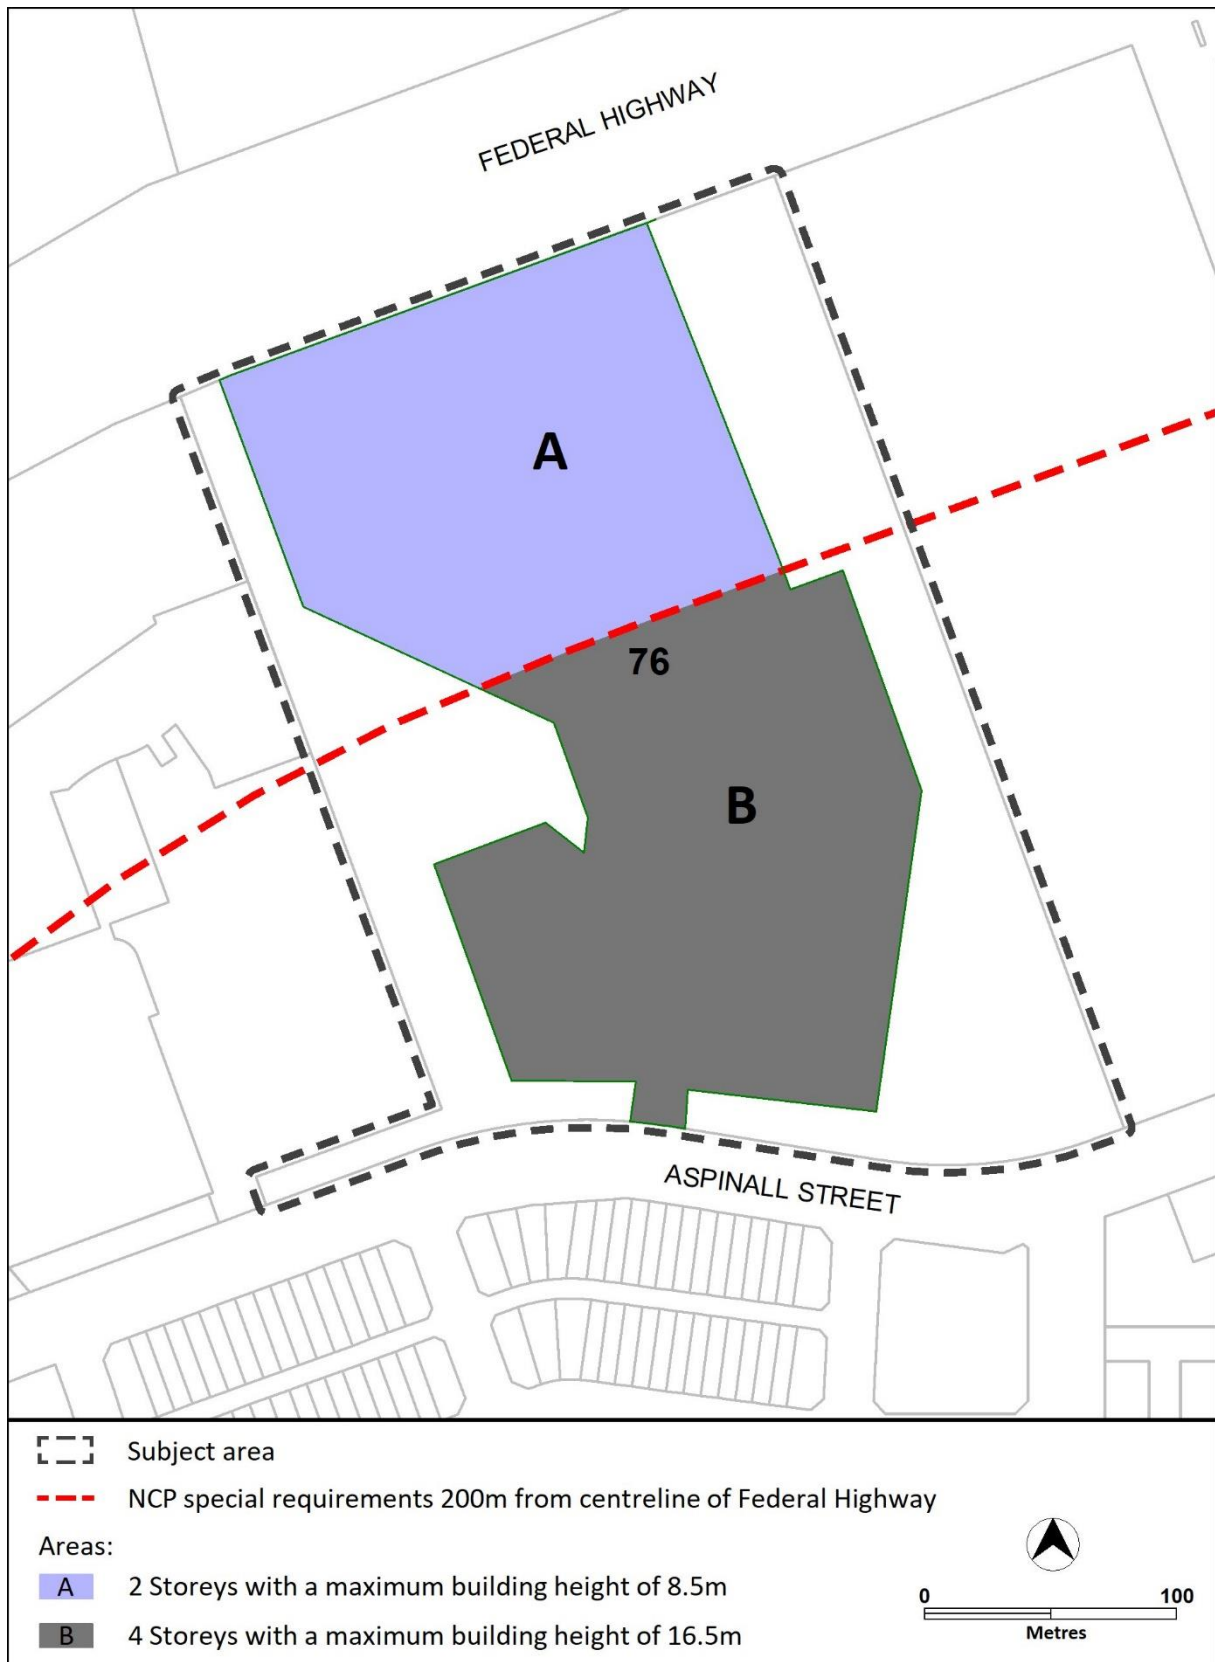 FEDERAL HIGHWAY
A
76
B
ASPINALL STREET
Subject area
NCP special requirements 200m from centreline of Federal Highway
Areas:
A 2 Storeys with a maximum building height of 8.5m
B 4 Storeys with a maximum building height of 16.5m
0 100
Metres